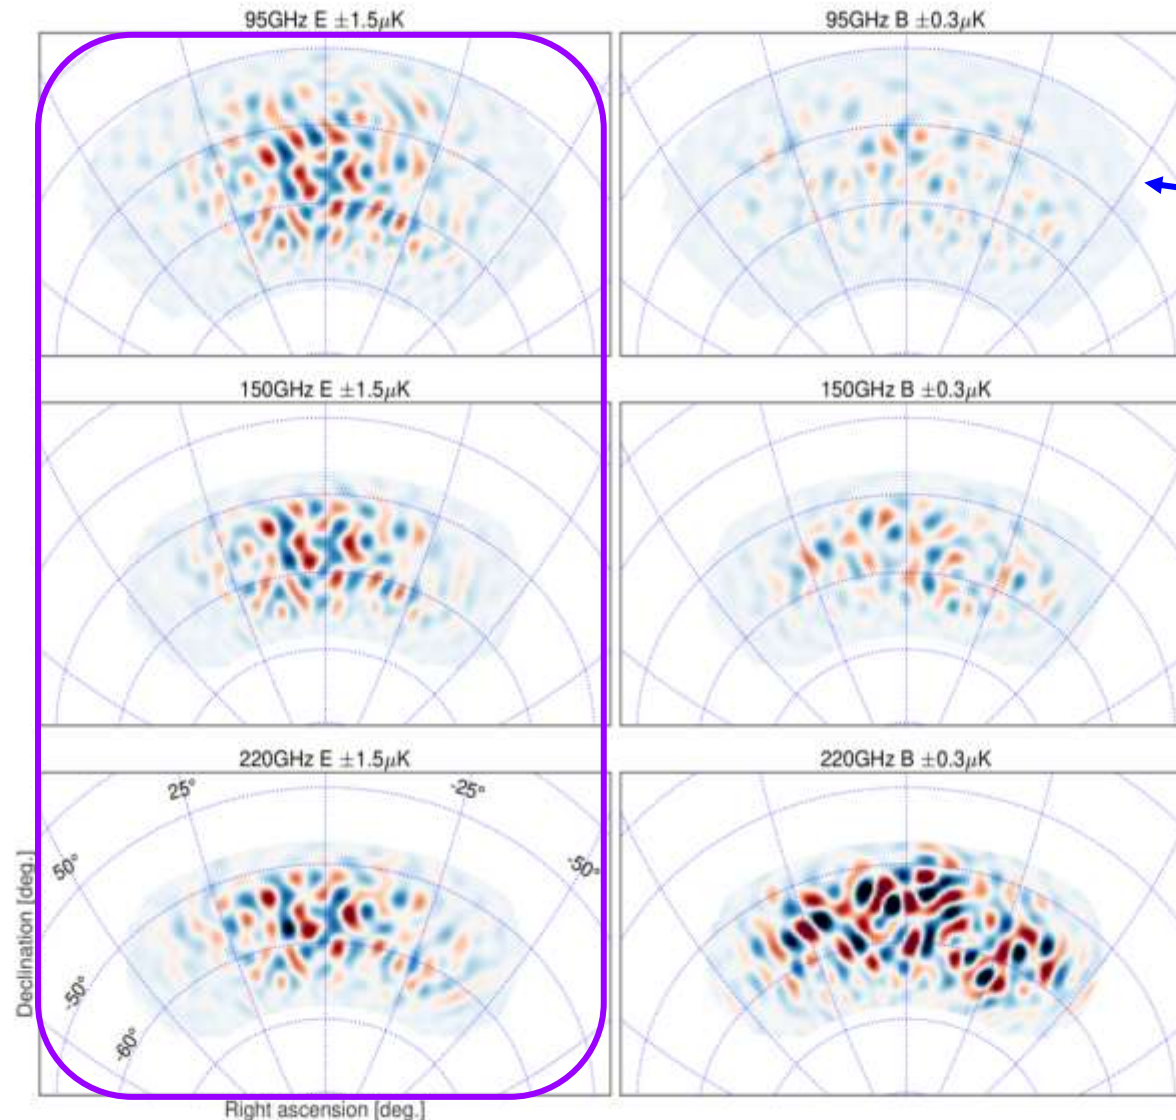 95GHz E ±1.5μK
95GHz B ±0.3μK
150GHz E ±1.5μK
150GHz B ±0.3μK
220GHz E ±1.5μK
220GHz B ±0.3μK
25°
-25°
50°
-50°
-50°
-60°
Declination [deg.]
Right ascension [deg.]